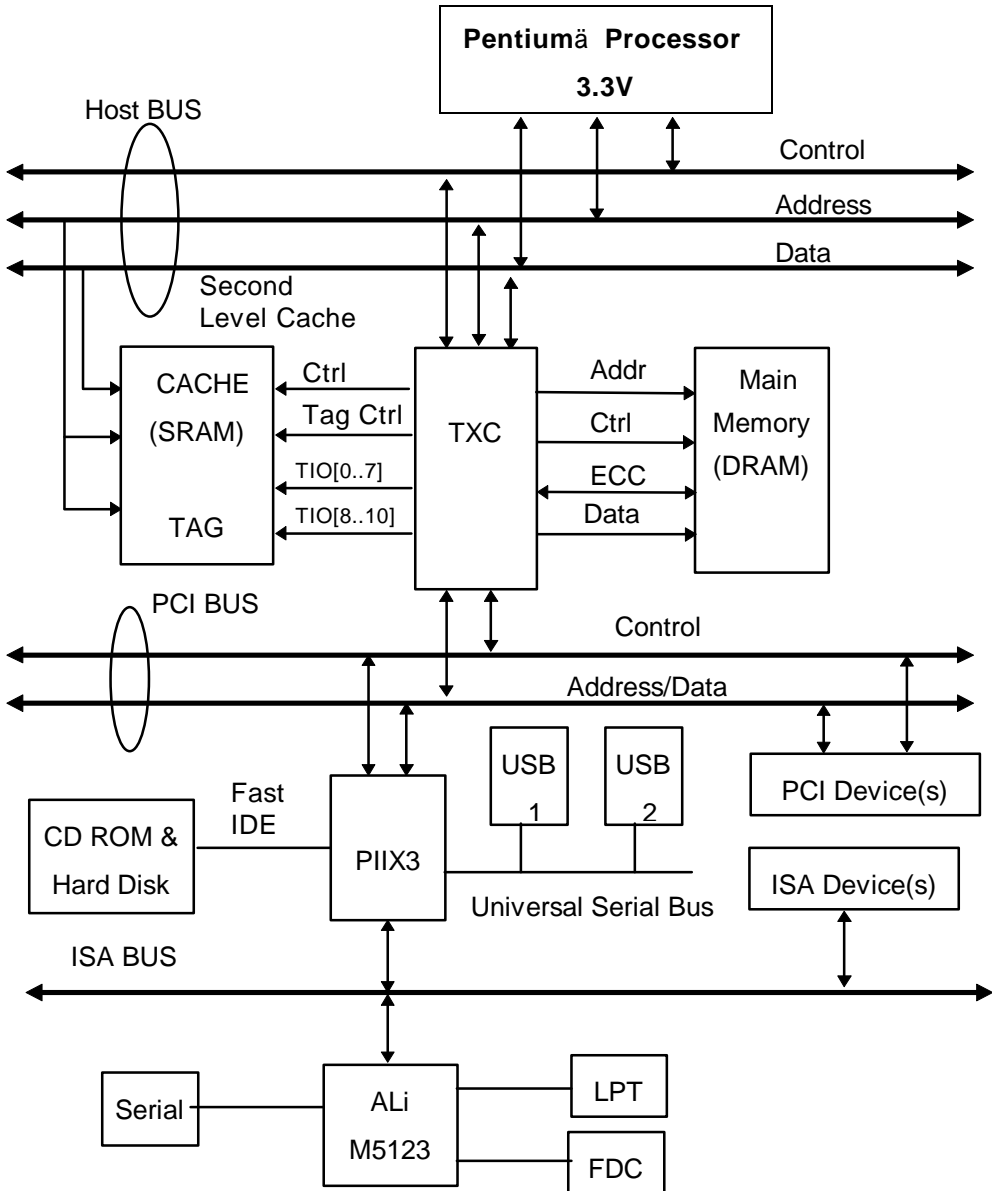 Pentiumä Processor
3.3V
Host BUS
Control
Address
Data
Second
Level Cache
CACHE
(SRAM)
TAG
Ctrl
Tag Ctrl
TIO[0..7]
TIO[8..10]
TXC
Addr
Ctrl
ECC
Data
Main
Memory
(DRAM)
PCI BUS
Control
Address/Data
USB
1
USB
2
PCI Device(s)
Fast
IDE
CD ROM &
Hard Disk
PIIX3
Universal Serial Bus
ISA Device(s)
ISA BUS
Serial
ALi
M5123
LPT
FDC